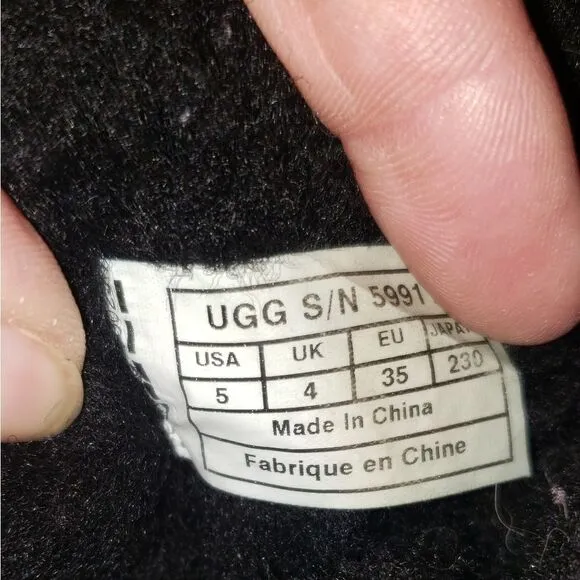 UGG S/N 5991
USA UK EU JAPAN
5 4 35 230
Made In China
Fabrique en Chine